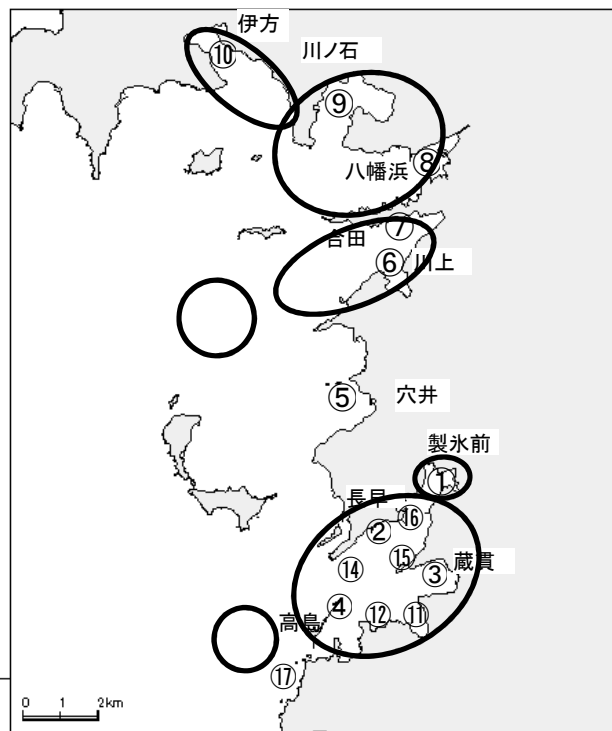 伊方
⑩
川ノ石
⑨
八幡浜
⑧
合田
⑦
⑥
川上
⑤
穴井
製氷前
①
長早
⑯
②
⑮
蔵貫
⑭
③
④
⑫
⑪
高島
⑰
0 1 2km